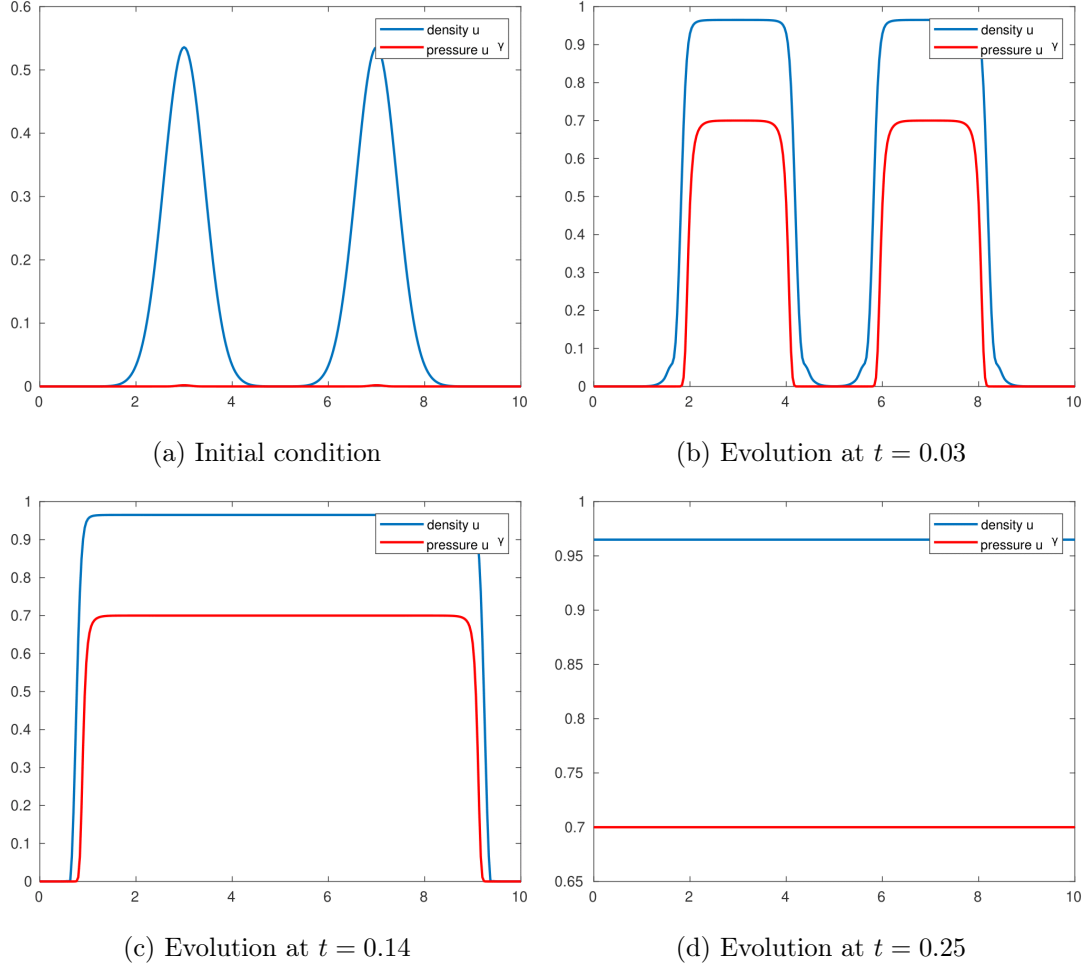 0.6
0.5
0.4
0.3
0.2
0.1
0
0 2 4 6 8 10
density u
pressure u γ
(a) Initial condition
1
0.9
0.8
0.7
0.6
0.5
0.4
0.3
0.2
0.1
0
0 2 4 6 8 10
density u
pressure u γ
(b) Evolution at t = 0.03
1
0.9
0.8
0.7
0.6
0.5
0.4
0.3
0.2
0.1
0
0 2 4 6 8 10
density u
pressure u γ
(c) Evolution at t = 0.14
1
0.95
0.9
0.85
0.8
0.75
0.7
0.65
0 2 4 6 8 10
density u
pressure u γ
(d) Evolution at t = 0.25